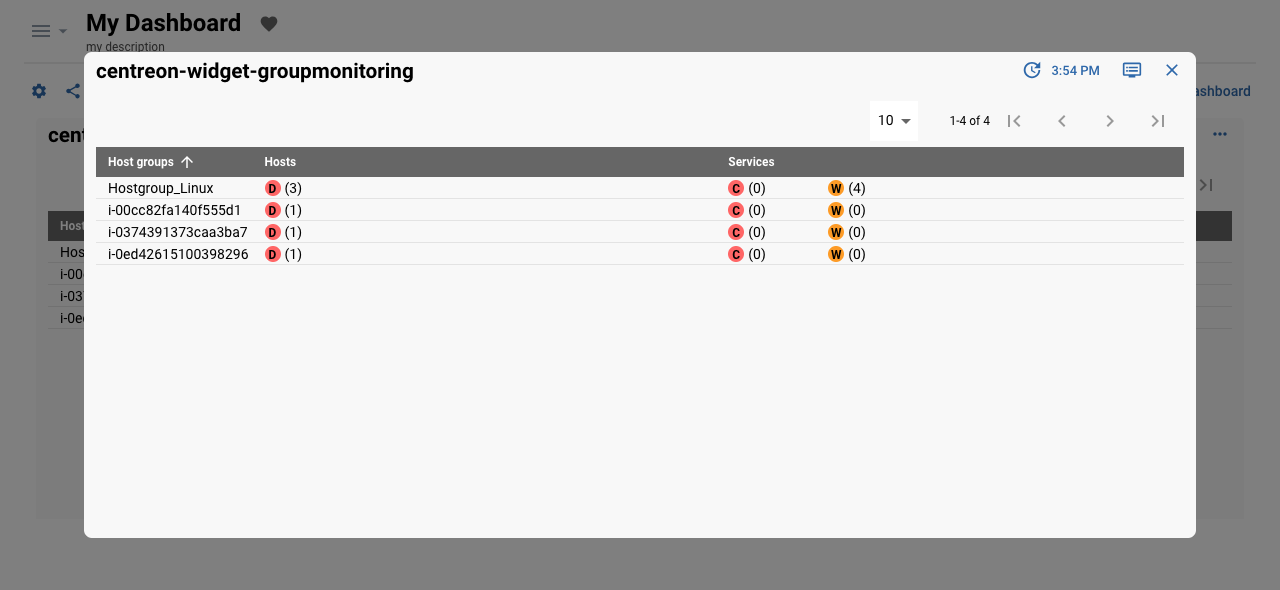 My Dashboard
my description
centreon-widget-groupmonitoring
3:54 PM
ashboard
cent
10
1-4 of 4
Host groups Hosts Services
Hostgroup_Linux D (3) C (0) W (4)
i-00cc82fa140f555d1 D (1) C (0) W (0)
i-0374391373caa3ba7 D (1) C (0) W (0)
i-0ed42615100398296 D (1) C (0) W (0)
Host
Hos
i-00
i-03
i-0e